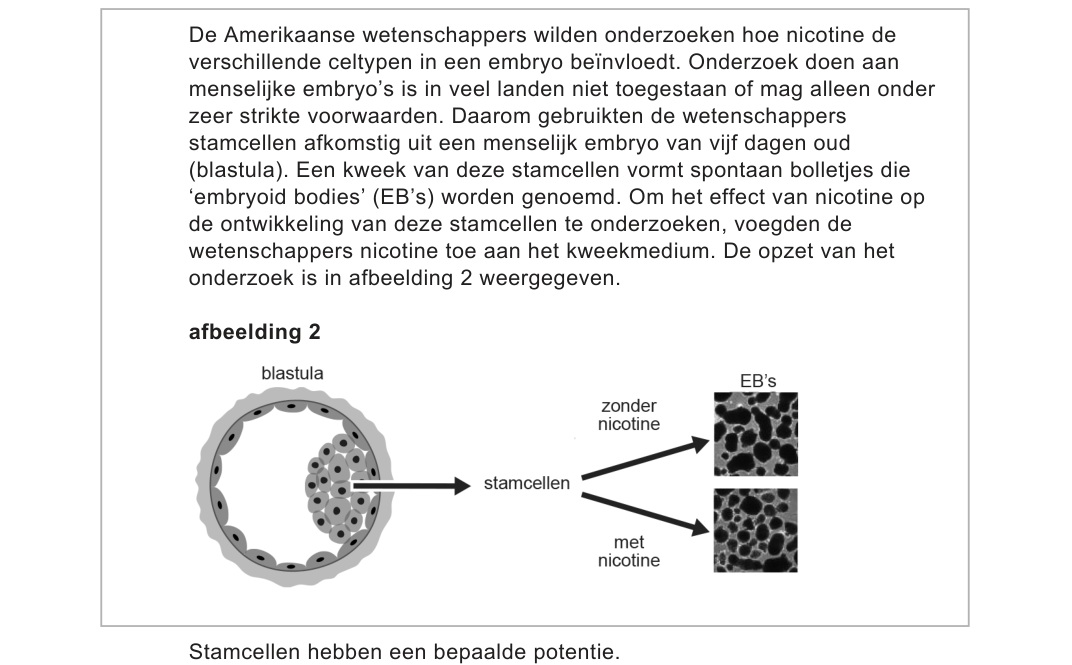 De Amerikaanse wetenschappers wilden onderzoeken hoe nicotine de
verschillende celtypen in een embryo beïnvloedt. Onderzoek doen aan
menselijke embryo’s is in veel landen niet toegestaan of mag alleen onder
zeer strikte voorwaarden. Daarom gebruikten de wetenschappers
stamcellen afkomstig uit een menselijk embryo van vijf dagen oud
(blastula). Een kweek van deze stamcellen vormt spontaan bolletjes die
‘embryoid bodies’ (EB’s) worden genoemd. Om het effect van nicotine op
de ontwikkeling van deze stamcellen te onderzoeken, voegden de
wetenschappers nicotine toe aan het kweekmedium. De opzet van het
onderzoek is in afbeelding 2 weergegeven.
afbeelding 2
blastula
EB’s
zonder
nicotine
stamcellen
met
nicotine
Stamcellen hebben een bepaalde potentie.